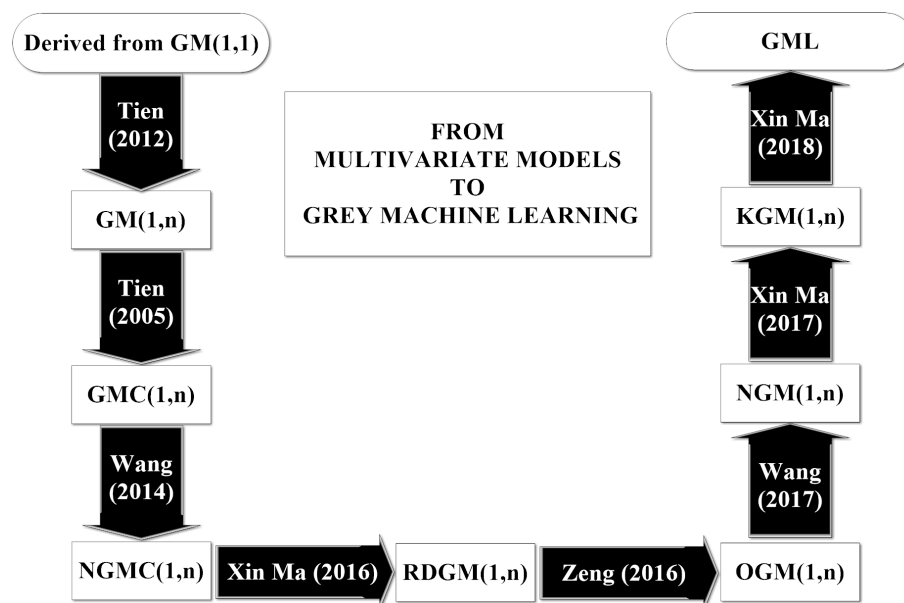 Derived from GM(1,1)
Tien
(2012)
GM(1,n)
Tien
(2005)
GMC(1,n)
Wang
(2014)
NGMC(1,n)
Xin Ma (2016)
RDGM(1,n)
Zeng (2016)
OGM(1,n)
Wang
(2017)
NGM(1,n)
Xin Ma
(2017)
KGM(1,n)
Xin Ma
(2018)
GML
FROM
MULTIVARIATE MODELS
TO
GREY MACHINE LEARNING